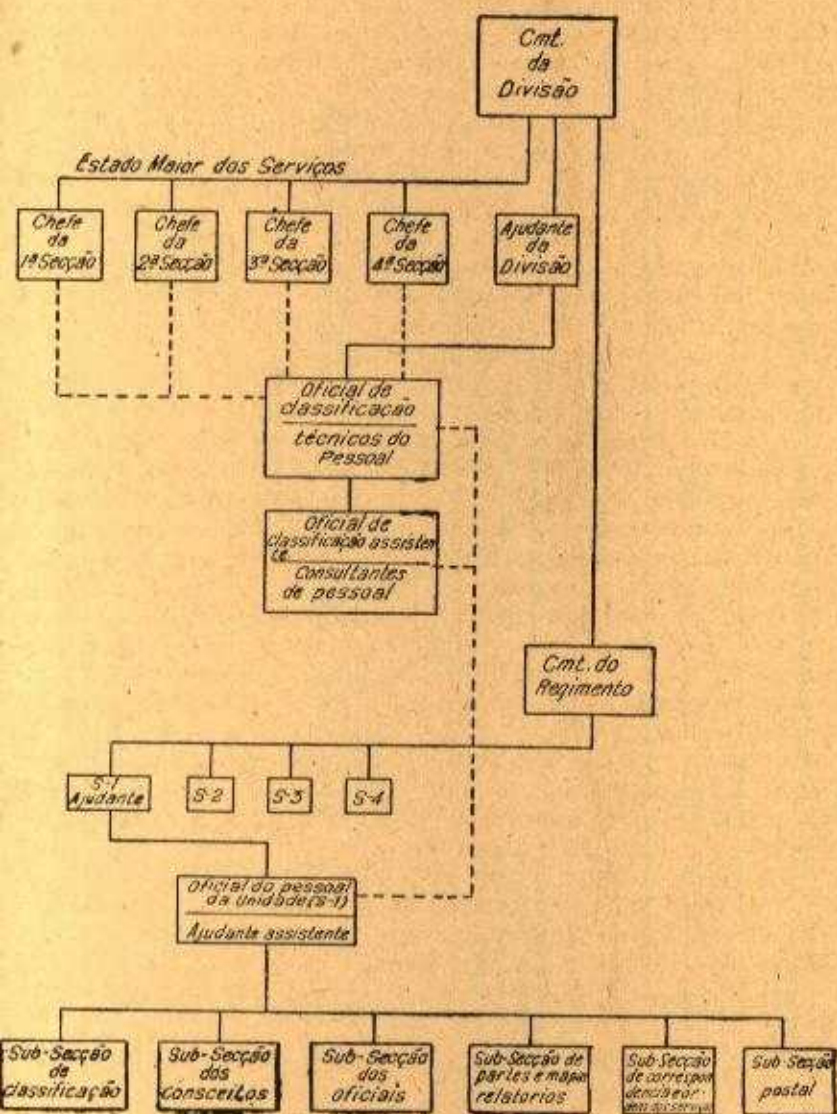 Cmt.
da
Divisão
Estado Maior dos Serviços
Chefe
da
1ª Secção
Chefe
da
2ª Secção
Chefe
da
3ª Secção
Chefe
da
4ª Secção
Ajudante
da
Divisão
Oficial de
classificação
técnicos do
Pessoal
Oficial de
classificação assisten
te
Consultantes
de pessoal
Cmt. do
Regimento
S-1
Ajudante
S-2
S-3
S-4
Oficial do pessoal
da Unidade (S-1)
Ajudante assistente
Sub-Secção
de
classificação
Sub-Secção
dos
consceitos
Sub-Secção
dos
oficiais
Sub-Secção de
partes e mapas
relatorios
Sub Secção
de correspon
dencia e or-
Sub Secção
postal